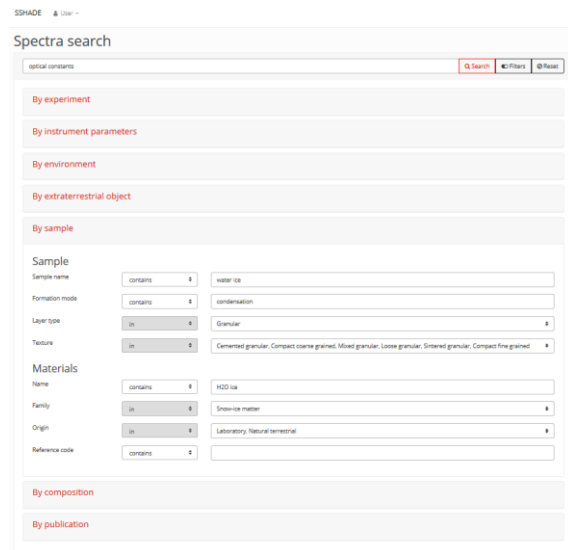 SSHADE User
Spectra search
optical constants Search Filters Reset
By experiment
By instrument parameters
By environment
By extraterrestrial object
By sample
Sample
Sample name contains water ice
Formation mode contains condensation
Layer type in Granular
Texture in Cemented granular, Compact coarse grained, Mixed granular, Loose granular, Sintered granular, Compact fine grained
Materials
Name contains H2O ice
Family in Snow-ice matter
Origin in Laboratory, Natural terrestrial
Reference code contains
By composition
By publication